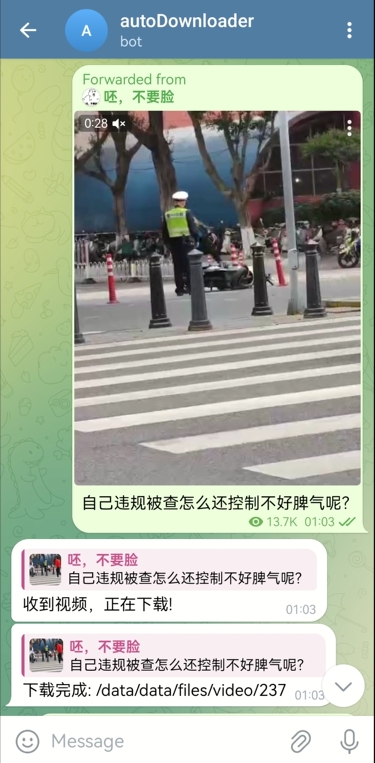 autoDownloader
bot
A
Forwarded from
呸，不要脸
0:28
自己违规被查怎么还控制不好脾气呢？
13.7K 01:03
呸，不要脸
自己违规被查怎么还控制不好脾气呢？
收到视频，正在下载!
01:03
呸，不要脸
自己违规被查怎么还控制不好脾气呢？
下载完成: /data/data/files/video/237
01:03
Message